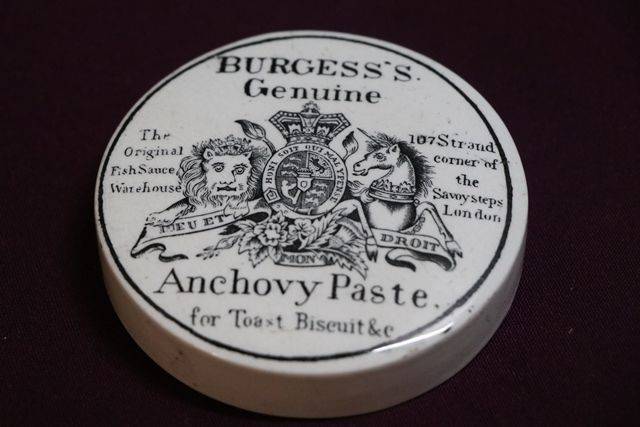 BURGESS'S.
Genuine
The
Original
Fish Sauce
Warehouse
107 Strand
corner of
the
Savoy steps
London
HONI SOIT QUI MAL Y PENSE
DIEU ET
MON
DROIT
Anchovy Paste.
for Toast Biscuit &c